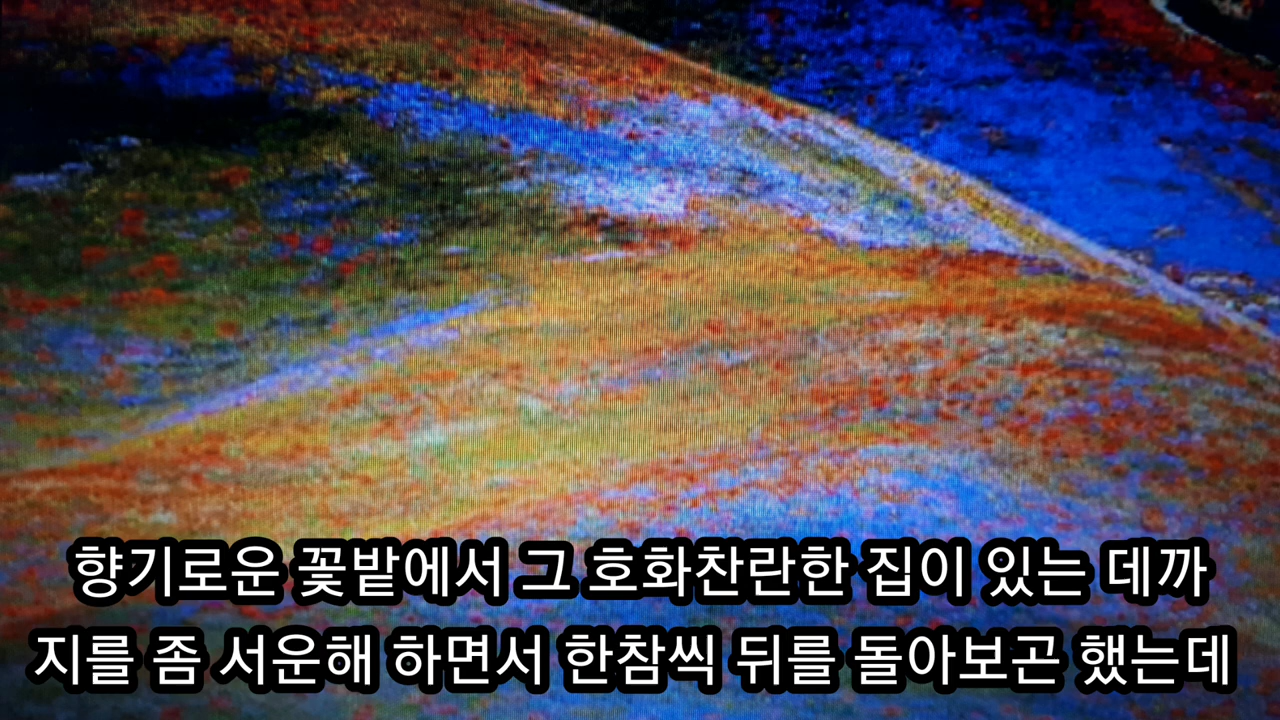 향기로운 꽃밭에서 그 호화찬란한 집이 있는 데까
지를 좀 서운해 하면서 한참씩 뒤를 돌아보곤 했는데